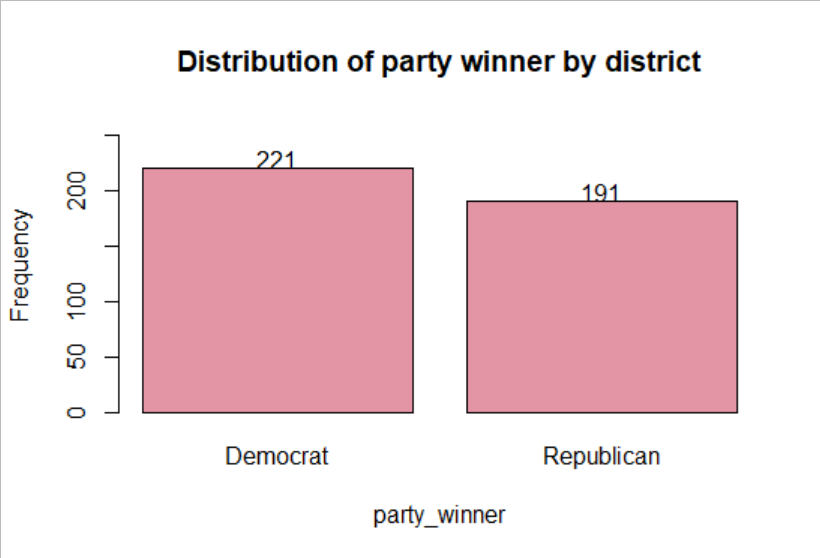 Distribution of party winner by district
221
191
200
100
50
0
Frequency
Democrat Republican
party_winner